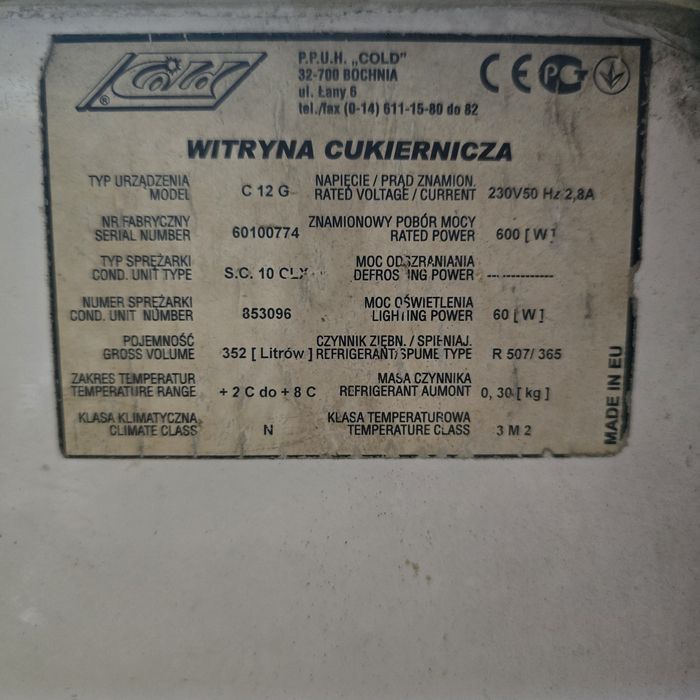 Cold ®
P.P.U.H. „COLD"
32-700 BOCHNIA
ul. Łany 6
tel./fax (0-14) 611-15-80 do 82
CE PG
WITRYNA CUKIERNICZA
TYP URZĄDZENIA
MODEL
C 12 G
NAPIĘCIE / PRĄD ZNAMION.
RATED VOLTAGE / CURRENT
230V50 Hz 2,8A
NR FABRYCZNY
SERIAL NUMBER
60100774
ZNAMIONOWY POBÓR MOCY
RATED POWER
600 [ W ]
TYP SPRĘŻARKI
COND. UNIT TYPE
S.C. 10 CLX
MOC ODSZRANIANIA
DEFROSTING POWER
------------
NUMER SPRĘŻARKI
COND. UNIT NUMBER
853096
MOC OŚWIETLENIA
LIGHTING POWER
60 [ W ]
POJEMNOŚĆ
GROSS VOLUME
352 [ Litrów ]
CZYNNIK ZIĘBN. / SPIENIAJ.
REFRIGERANT/SPUME TYPE
R 507/ 365
ZAKRES TEMPERATUR
TEMPERATURE RANGE
+ 2 C do + 8 C
MASA CZYNNIKA
REFRIGERANT AUMONT
0, 30 [ kg ]
KLASA KLIMATYCZNA
CLIMATE CLASS
N
KLASA TEMPERATUROWA
TEMPERATURE CLASS
3 M 2
MADE IN EU